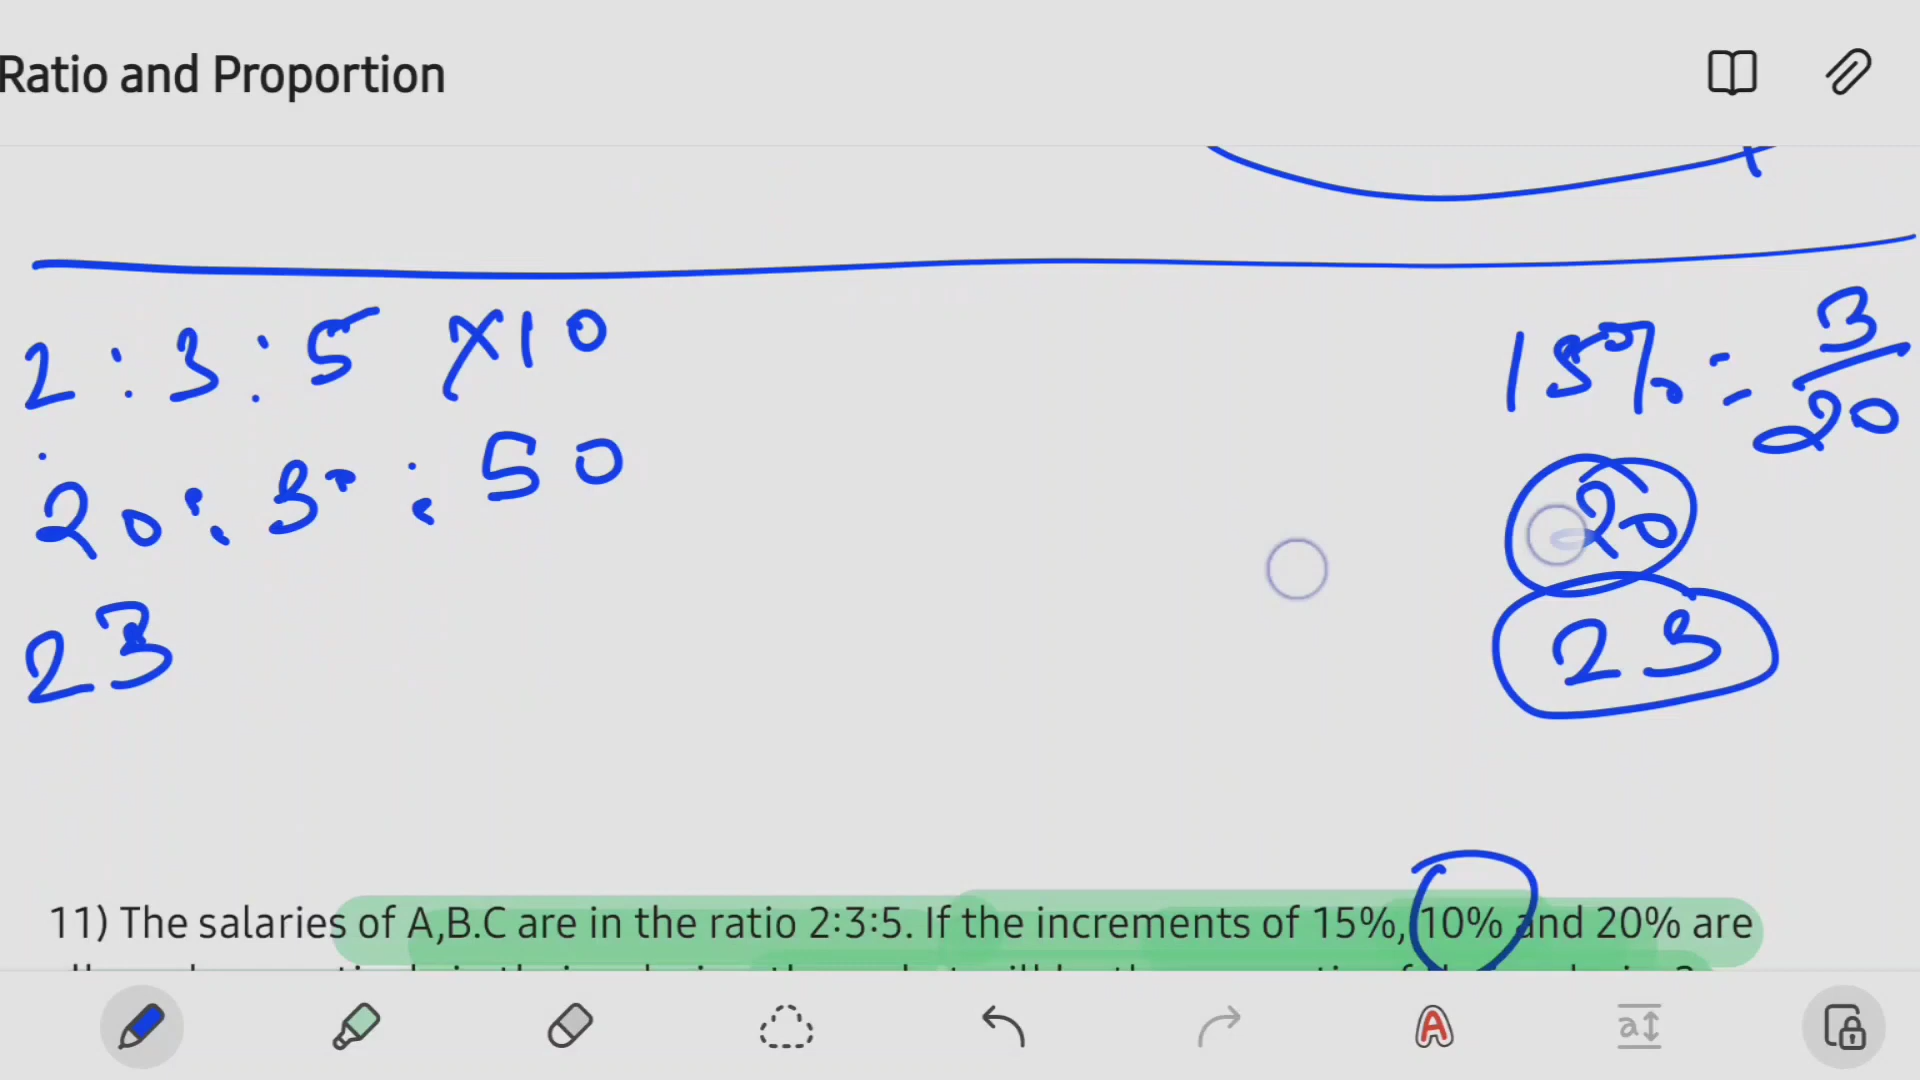 Ratio and Proportion
2 : 3 : 5 × 10
20 : 30 : 50
23
15% = 3/20
20
23
11) The salaries of A,B.C are in the ratio 2:3:5. If the increments of 15%, 10% and 20% are